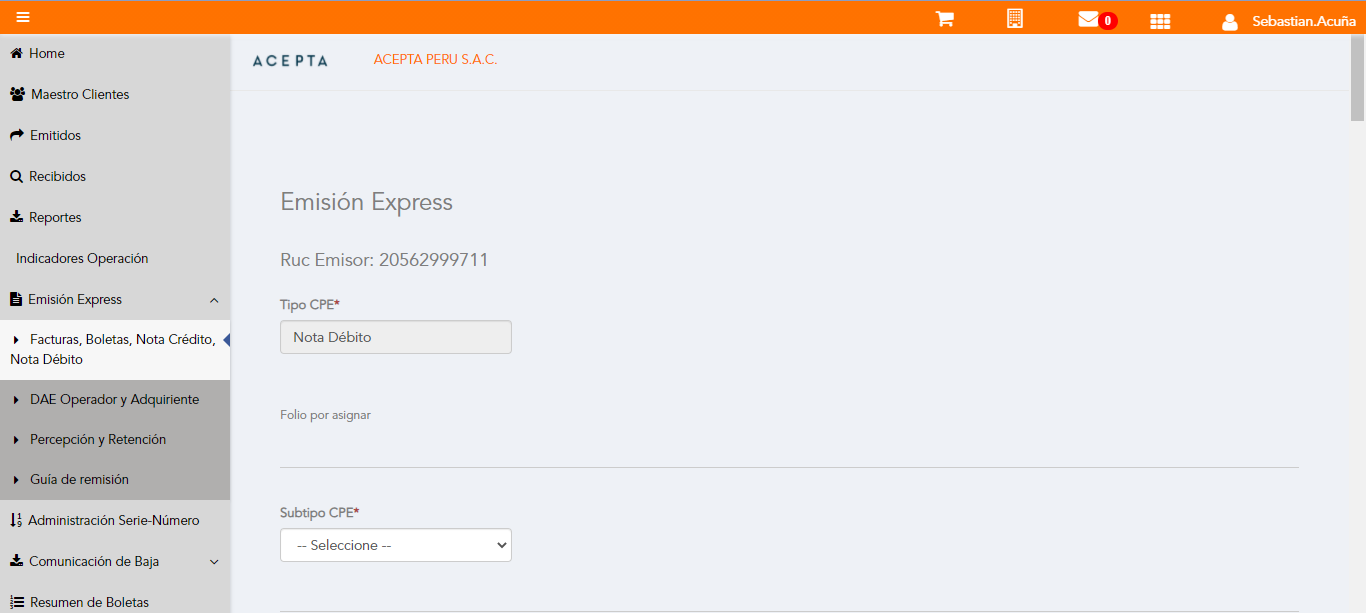 0
Sebastian.Acuña
Home
Maestro Clientes
Emitidos
Recibidos
Reportes
Indicadores Operación
Emisión Express
Facturas, Boletas, Nota Crédito,
Nota Débito
DAE Operador y Adquiriente
Percepción y Retención
Guía de remisión
Administración Serie-Número
Comunicación de Baja
Resumen de Boletas
ACEPTA
ACEPTA PERU S.A.C.
Emisión Express
Ruc Emisor: 20562999711
Tipo CPE*
Nota Débito
Folio por asignar
Subtipo CPE*
-- Seleccione --